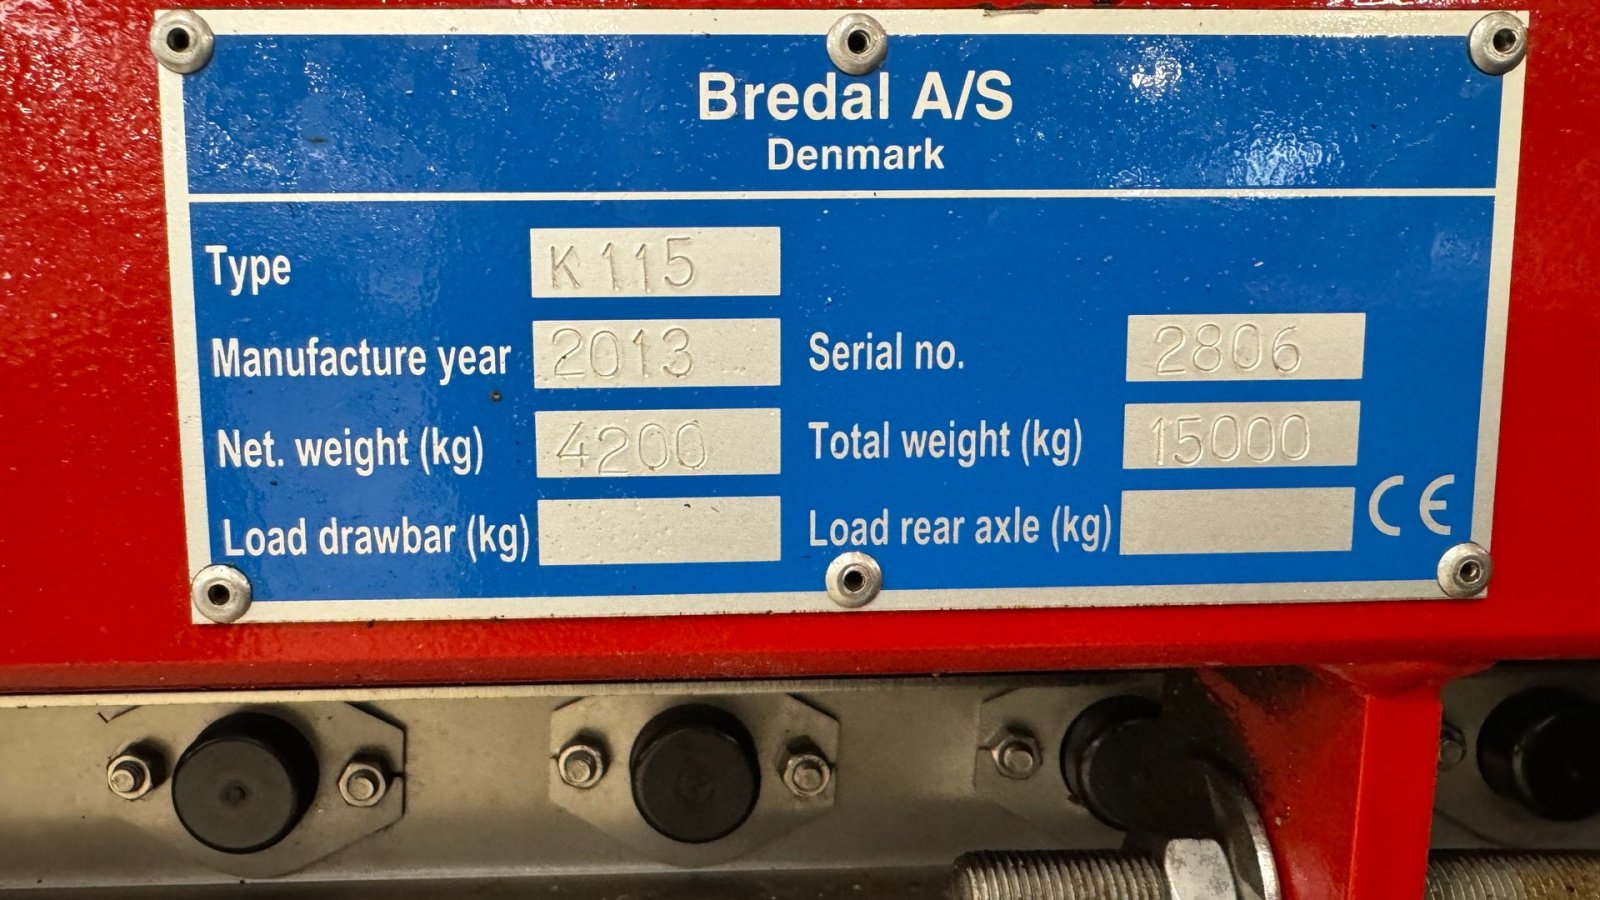 Bredal A/S
Denmark
Type K115
Manufacture year 2013 Serial no. 2806
Net. weight (kg) 4200 Total weight (kg) 15000
Load drawbar (kg) Load rear axle (kg) CE